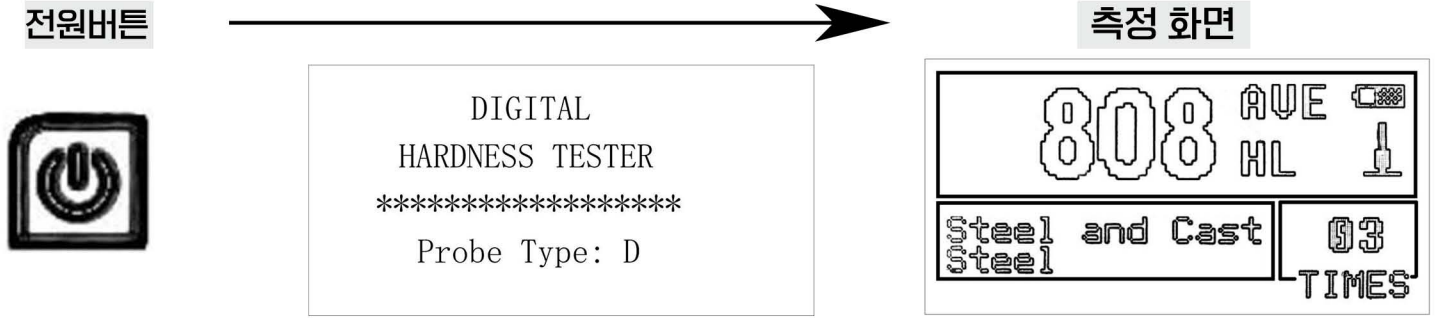 전원버튼
측정 화면
DIGITAL
HARDNESS TESTER
******************
Probe Type: D
808 AVE
HL
Steel and Cast
Steel
03
TIMES